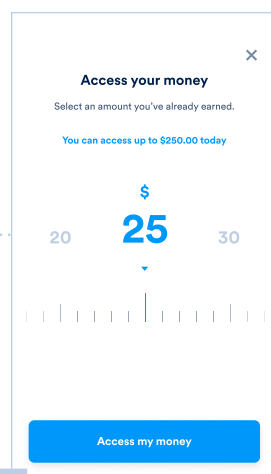 Access your money
Select an amount you've already earned.
You can access up to $250.00 today
$
20 25 30
Access my money